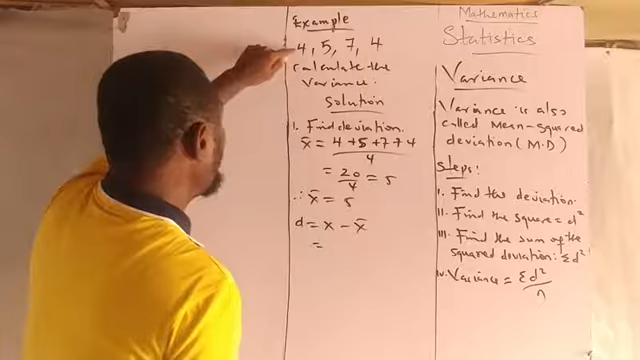 Mathematics
Statistics
Variance
Variance is also
called Mean-squared
deviation (M.D)
Steps:
i. Find the deviation.
ii. Find the square = d²
iii. Find the sum of the
squared deviation: Σd²
iv. Variance = Σd²
n
Example
4, 5, 7, 4
Calculate the
Variance.
Solution
1. Find deviation.
x̄ = 4+5+7+4
4
= 20
4 = 5
∴ x̄ = 5
d = x - x̄
=